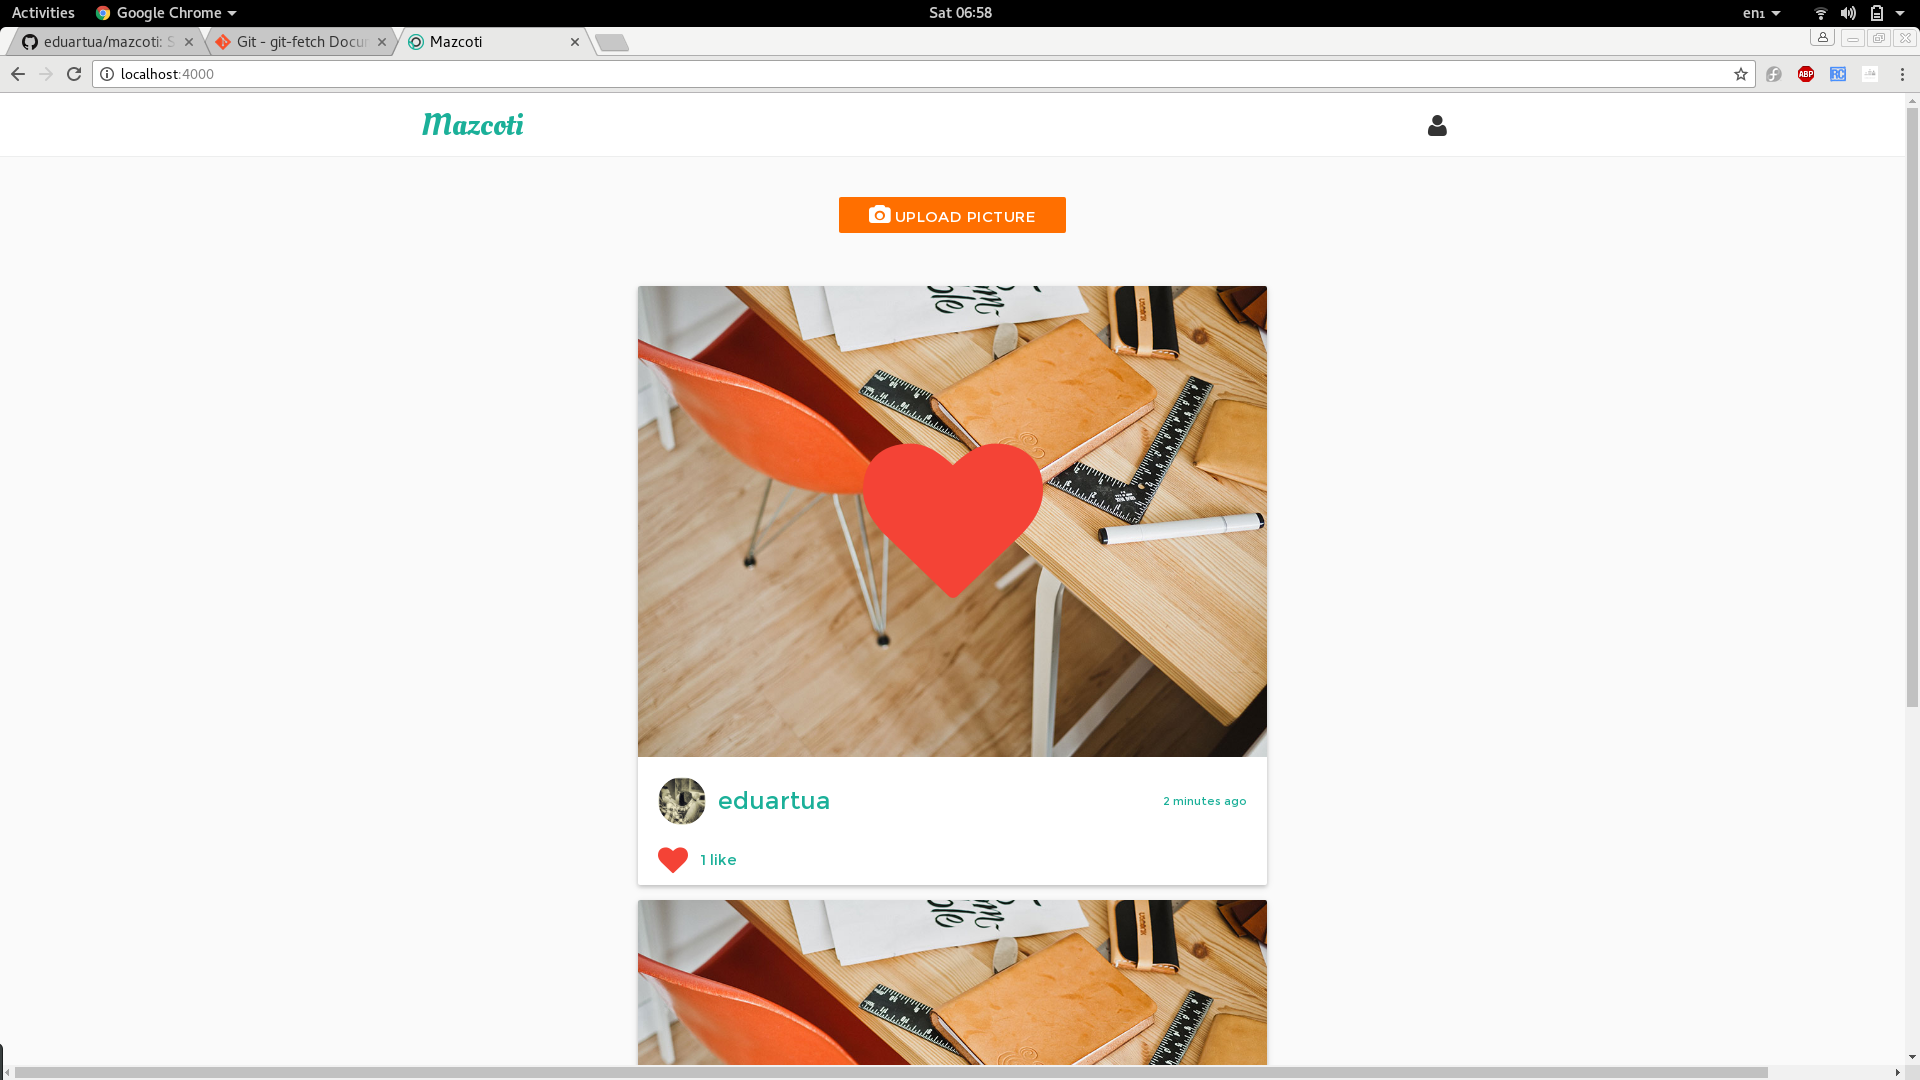 Activities Google Chrome Sat 06:58 en₁
eduartua/mazcoti: S Git - git-fetch Docu Mazcoti
localhost:4000 ABP RC
Mazcoti
UPLOAD PICTURE
eduartua 2 minutes ago
1 like